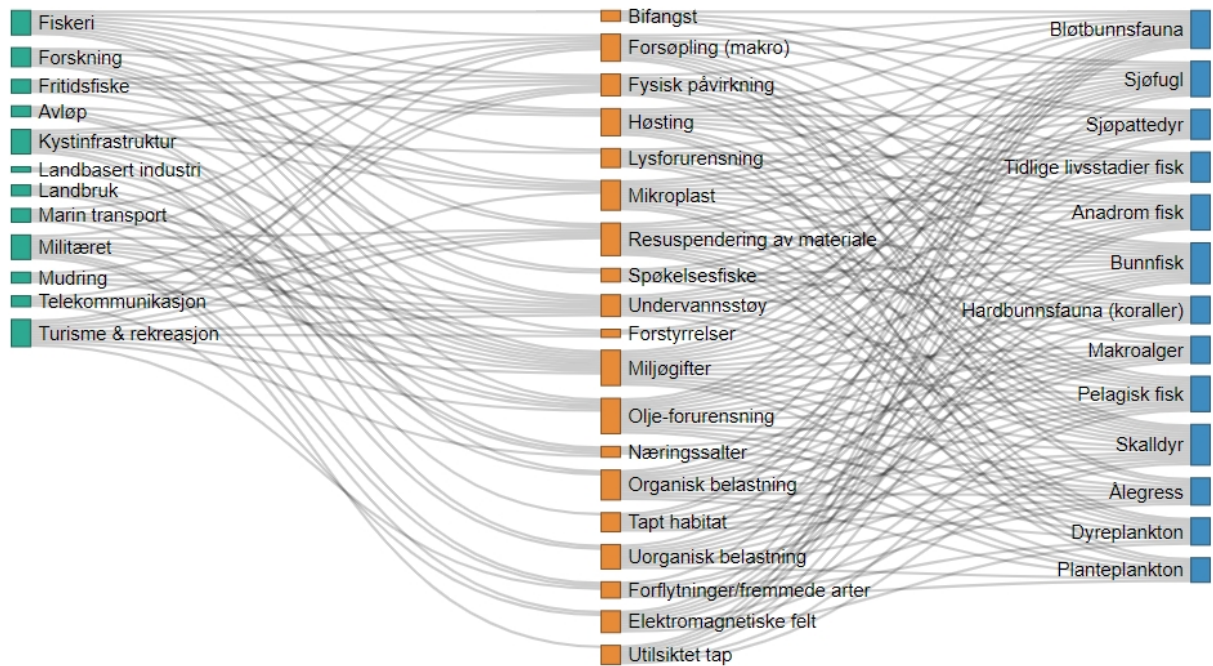 Fiskeri
Forskning
Fritidsfiske
Avløp
Kystinfrastruktur
Landbasert industri
Landbruk
Marin transport
Militæret
Mudring
Telekommunikasjon
Turisme & rekreasjon
Bifangst
Forsøpling (makro)
Fysisk påvirkning
Høsting
Lysforurensning
Mikroplast
Resuspendering av materiale
Spøkelsesfiske
Undervannsstøy
Forstyrrelser
Miljøgifter
Olje-forurensning
Næringssalter
Organisk belastning
Tapt habitat
Uorganisk belastning
Forflytninger/fremmede arter
Elektromagnetiske felt
Utilsiktet tap
Bløtbunnsfauna
Sjøfugl
Sjøpattedyr
Tidlige livsstadier fisk
Anadrom fisk
Bunnfisk
Hardbunnsfauna (koraller)
Makroalger
Pelagisk fisk
Skalldyr
Ålegress
Dyreplankton
Planteplankton